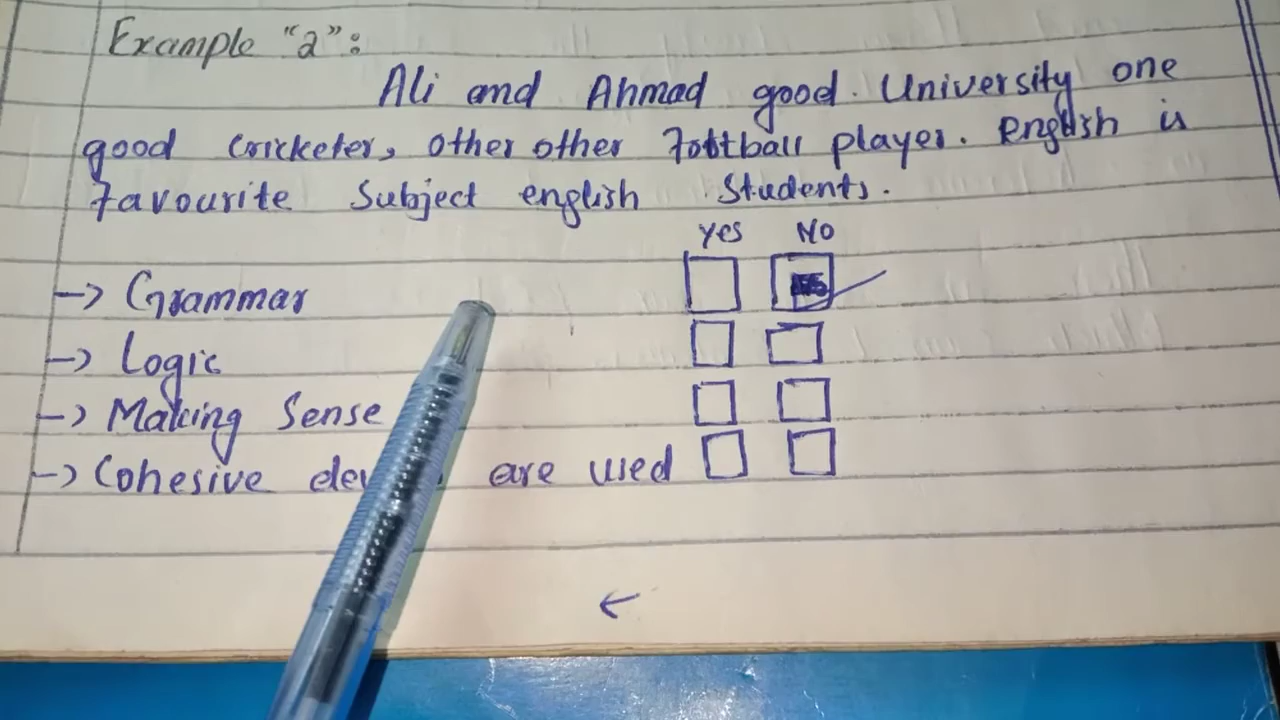 Example "2":
Ali and Ahmad good. University one
good cricketer, other other football player. english is
favourite subject english students.
Yes No
→ Grammar
→ Logic
→ Making Sense
→ Cohesive are used